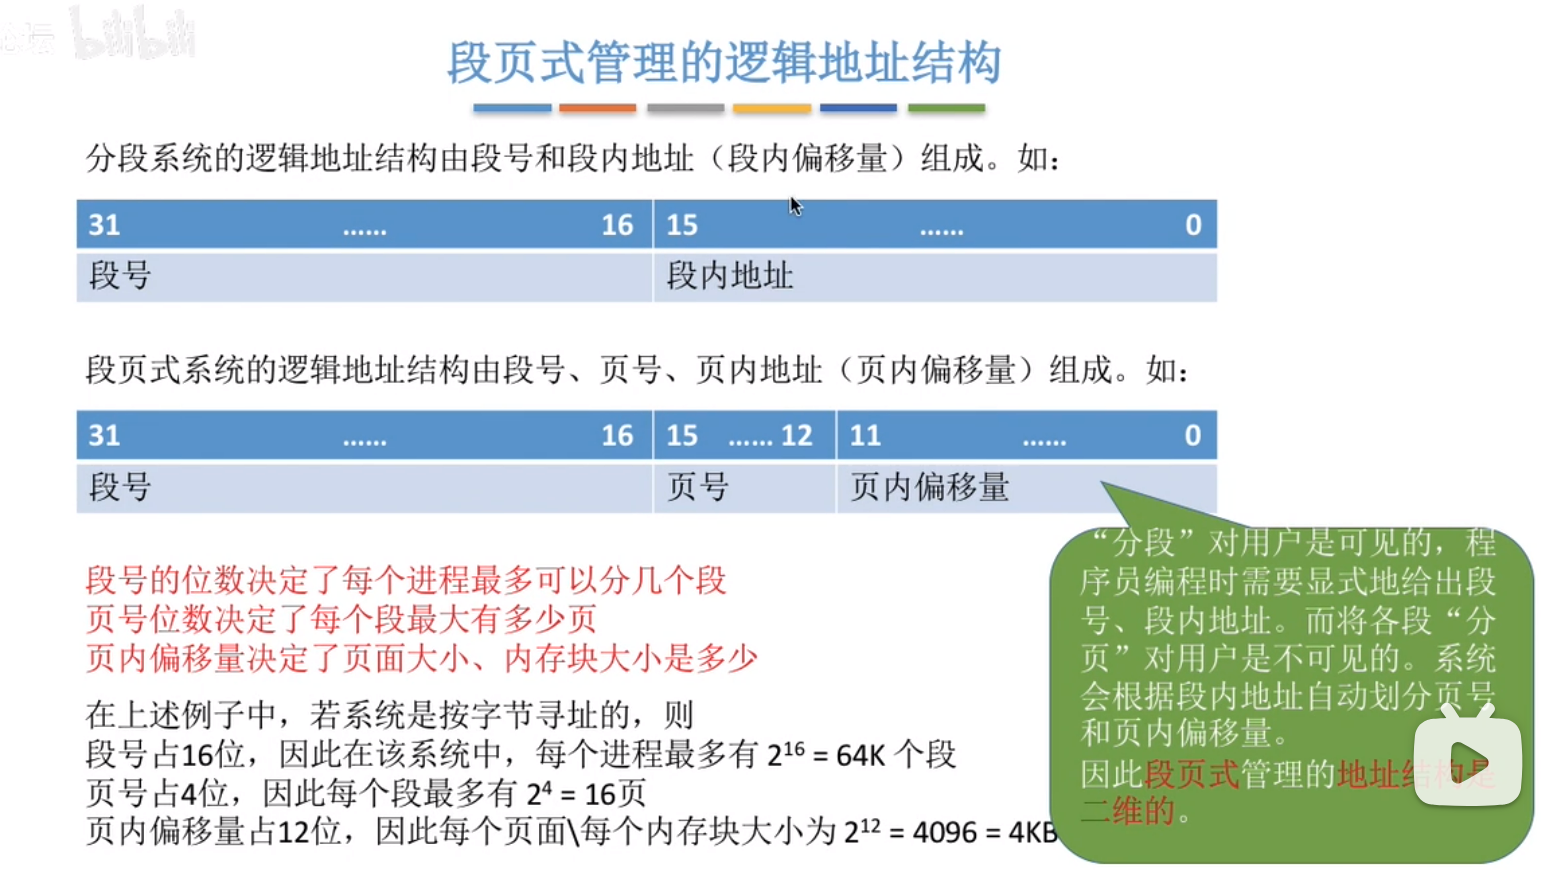 bilibili
段页式管理的逻辑地址结构
分段系统的逻辑地址结构由段号和段内地址（段内偏移量）组成。如：
31 …… 16 15 …… 0
段号 段内地址
段页式系统的逻辑地址结构由段号、页号、页内地址（页内偏移量）组成。如：
31 …… 16 15 …… 12 11 …… 0
段号 页号 页内偏移量
段号的位数决定了每个进程最多可以分几个段
页号位数决定了每个段最大有多少页
页内偏移量决定了页面大小、内存块大小是多少
在上述例子中，若系统是按字节寻址的，则
段号占16位，因此在该系统中，每个进程最多有 2¹⁶ = 64K 个段
页号占4位，因此每个段最多有 2⁴ = 16页
页内偏移量占12位，因此每个页面\每个内存块大小为 2¹² = 4096 = 4KB
“分段”对用户是可见的，程
序员编程时需要显式地给出段
号、段内地址。而将各段“分
页”对用户是不可见的。系统
会根据段内地址自动划分页号
和页内偏移量。
因此段页式管理的地址结构是
二维的。